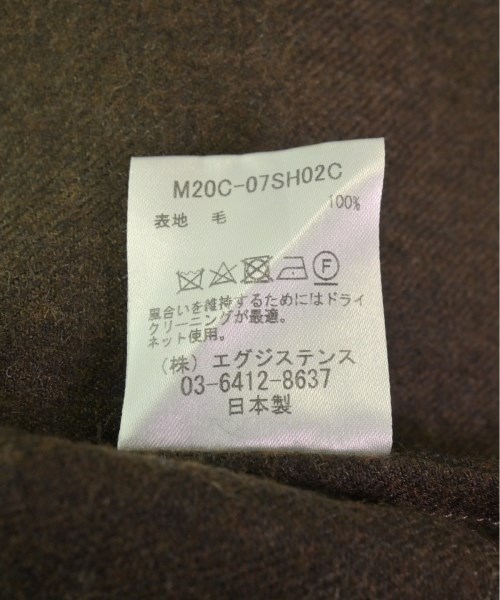 M20C-07SH02C
表地 毛 100%
F
風合いを維持するためにはドライ
クリーニングが最適。
ネット使用。
(株) エグジステンス
03-6412-8637
日本製